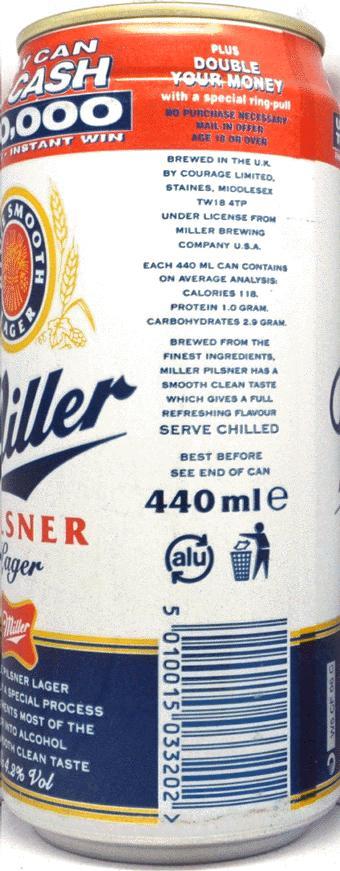 Y CAN
CASH
0,000
INSTANT WIN
PLUS
DOUBLE
YOUR MONEY
with a special ring-pull
NO PURCHASE NECESSARY
MAIL-IN OFFER
AGE 18 OR OVER
SMOOTH
LAGER
iller
LSNER
Lager
Miller
PILSNER LAGER
A SPECIAL PROCESS
ENTS MOST OF THE
INTO ALCOHOL
OTH CLEAN TASTE
4.2% Vol
BREWED IN THE U.K.
BY COURAGE LIMITED,
STAINES, MIDDLESEX
TW18 4TP
UNDER LICENSE FROM
MILLER BREWING
COMPANY U.S.A.
EACH 440 ML CAN CONTAINS
ON AVERAGE ANALYSIS:
CALORIES 118.
PROTEIN 1.0 GRAM.
CARBOHYDRATES 2.9 GRAM.
BREWED FROM THE
FINEST INGREDIENTS,
MILLER PILSNER HAS A
SMOOTH CLEAN TASTE
WHICH GIVES A FULL
REFRESHING FLAVOUR
SERVE CHILLED
BEST BEFORE
SEE END OF CAN
440 ml e
alu
5 010015 033202 >